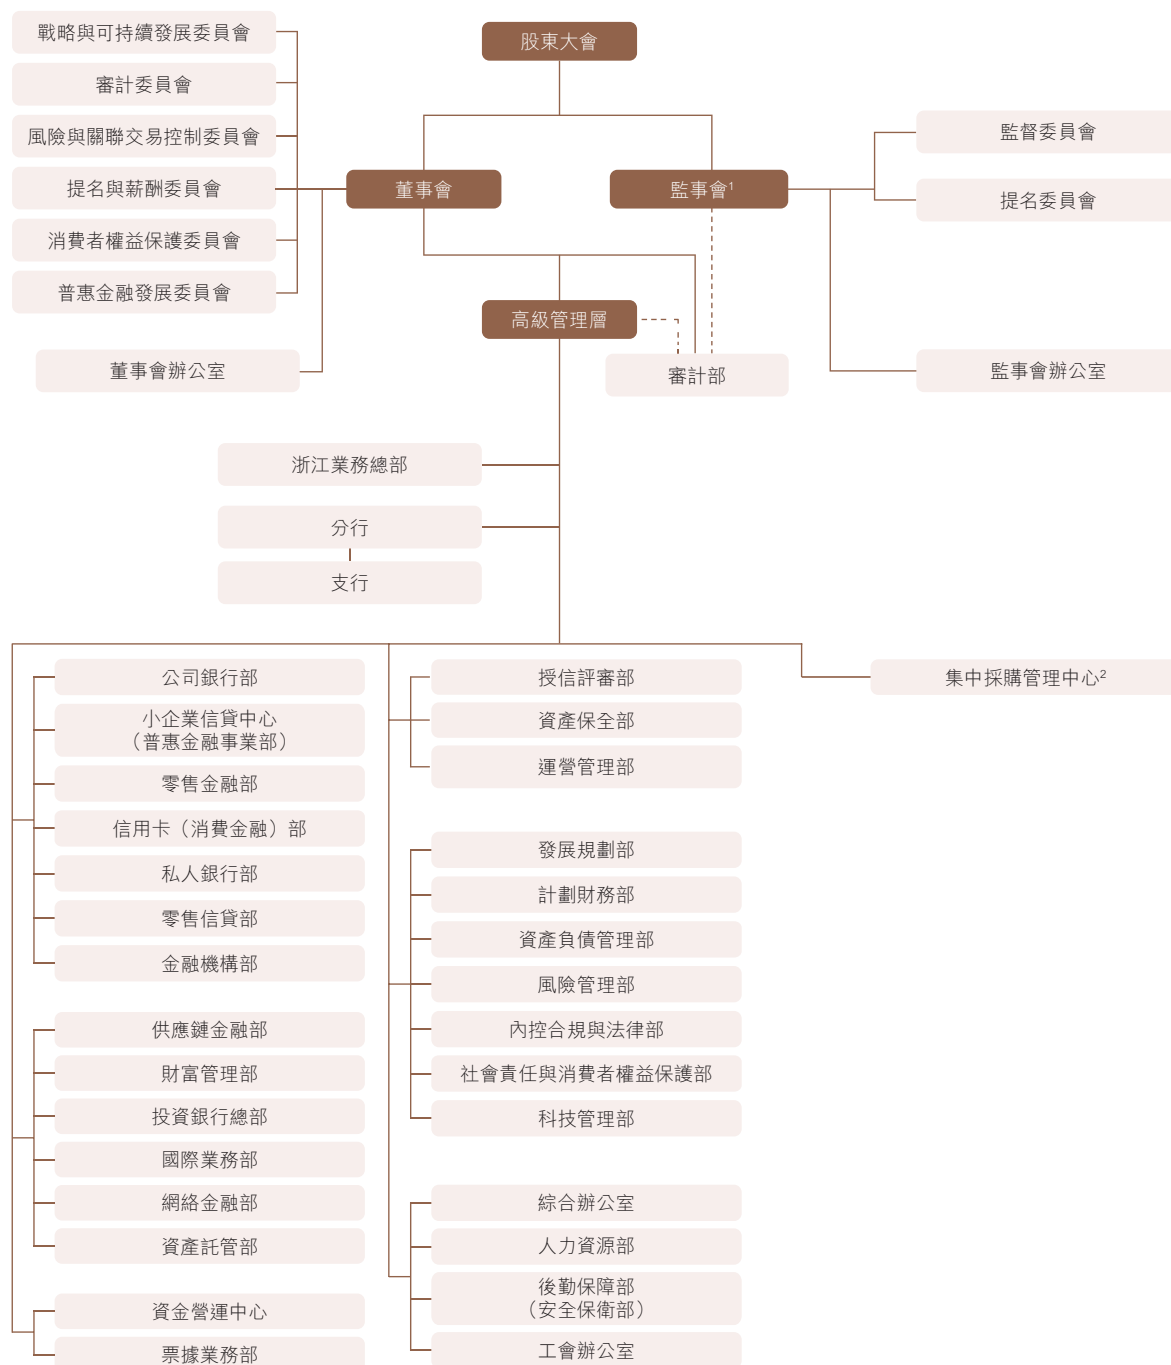 戰略與可持續發展委員會
審計委員會
風險與關聯交易控制委員會
提名與薪酬委員會
消費者權益保護委員會
普惠金融發展委員會
董事會辦公室
股東大會
董事會
監事會1
高級管理層
審計部
監督委員會
提名委員會
監事會辦公室
浙江業務總部
分行
支行
公司銀行部
小企業信貸中心
（普惠金融事業部）
零售金融部
信用卡（消費金融）部
私人銀行部
零售信貸部
金融機構部
供應鏈金融部
財富管理部
投資銀行總部
國際業務部
網絡金融部
資產託管部
資金營運中心
票據業務部
授信評審部
資產保全部
運營管理部
發展規劃部
計劃財務部
資產負債管理部
風險管理部
內控合規與法律部
社會責任與消費者權益保護部
科技管理部
綜合辦公室
人力資源部
後勤保障部
（安全保衛部）
工會辦公室
集中採購管理中心2